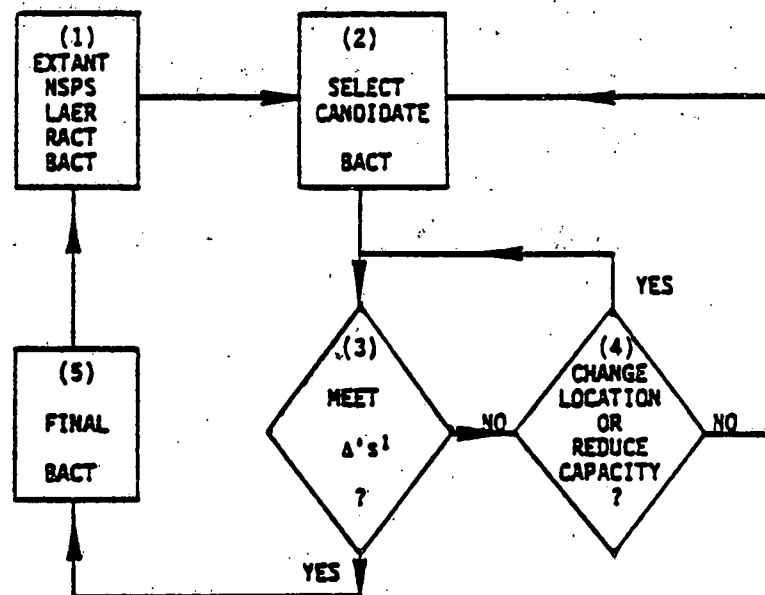 (1)
EXTANT
NSPS
LAER
RACT
BACT
(2)
SELECT
CANDIDATE
BACT
YES
(3)
MEET
Δ's¹
?
NO
(4)
CHANGE
LOCATION
OR
REDUCE
CAPACITY
?
NO
(5)
FINAL
BACT
YES